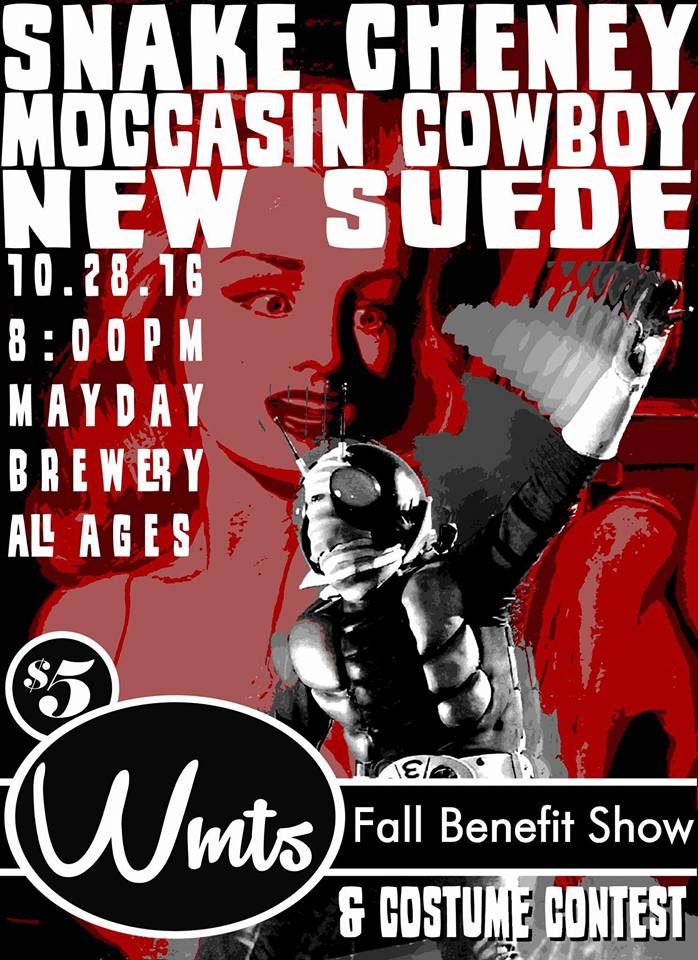 SNAKE CHENEY
MOCCASIN COWBOY
NEW SUEDE
10.28.16
8:00PM
MAYDAY
BREWERY
ALL AGES
$5
Wmts
Fall Benefit Show
& COSTUME CONTEST